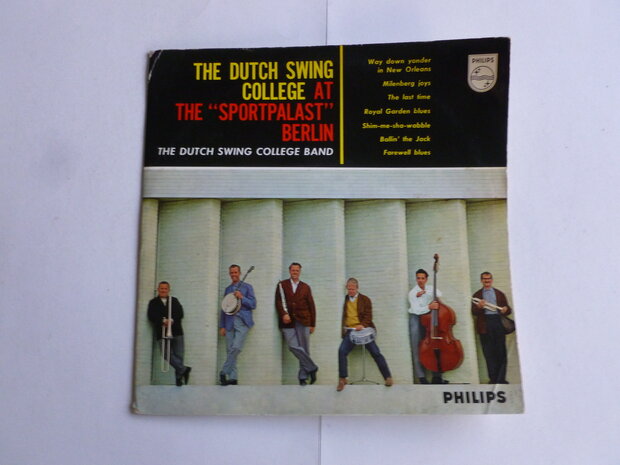 THE DUTCH SWING
COLLEGE AT
THE "SPORTPALAST"
BERLIN
THE DUTCH SWING COLLEGE BAND
Way down yonder
in New Orleans
Milenberg joys
The last time
Royal Garden blues
Shim-me-sha-wabble
Ballin' the Jack
Farewell blues
PHILIPS
PHILIPS